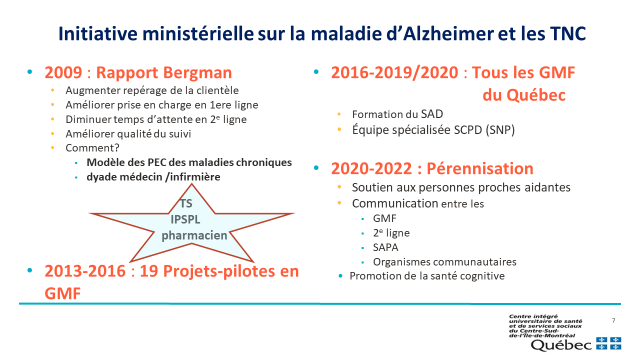 Initiative ministérielle sur la maladie d'Alzheimer et les TNC
• 2009 : Rapport Bergman
• Augmenter repérage de la clientèle
• Améliorer prise en charge en 1ere ligne
• Diminuer temps d'attente en 2e ligne
• Améliorer qualité du suivi
• Comment?
• Modèle des PEC des maladies chroniques
• dyade médecin /infirmière
TS
IPSPL
pharmacien
• 2013-2016 : 19 Projets-pilotes en
GMF
• 2016-2019/2020 : Tous les GMF
du Québec
• Formation du SAD
• Équipe spécialisée SCPD (SNP)
• 2020-2022 : Pérennisation
• Soutien aux personnes proches aidantes
• Communication entre les
• GMF
• 2e ligne
• SAPA
• Organismes communautaires
• Promotion de la santé cognitive
Centre intégré
universitaire de santé
et de services sociaux
du Centre-Sud-
de-l'Île-de-Montréal
Québec
7